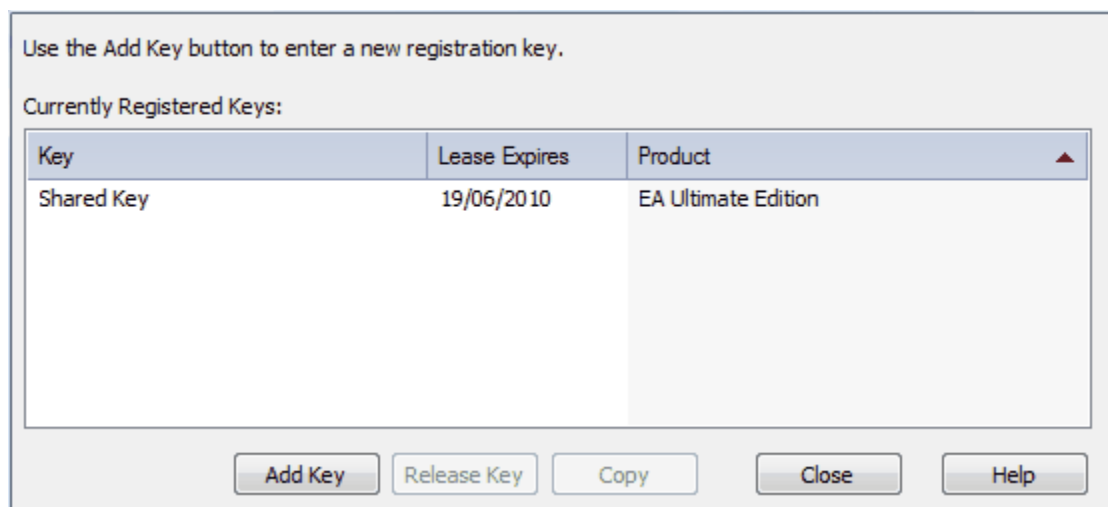 Use the Add Key button to enter a new registration key.
Currently Registered Keys:
Key Lease Expires Product
Shared Key 19/06/2010 EA Ultimate Edition
Add Key Release Key Copy Close Help